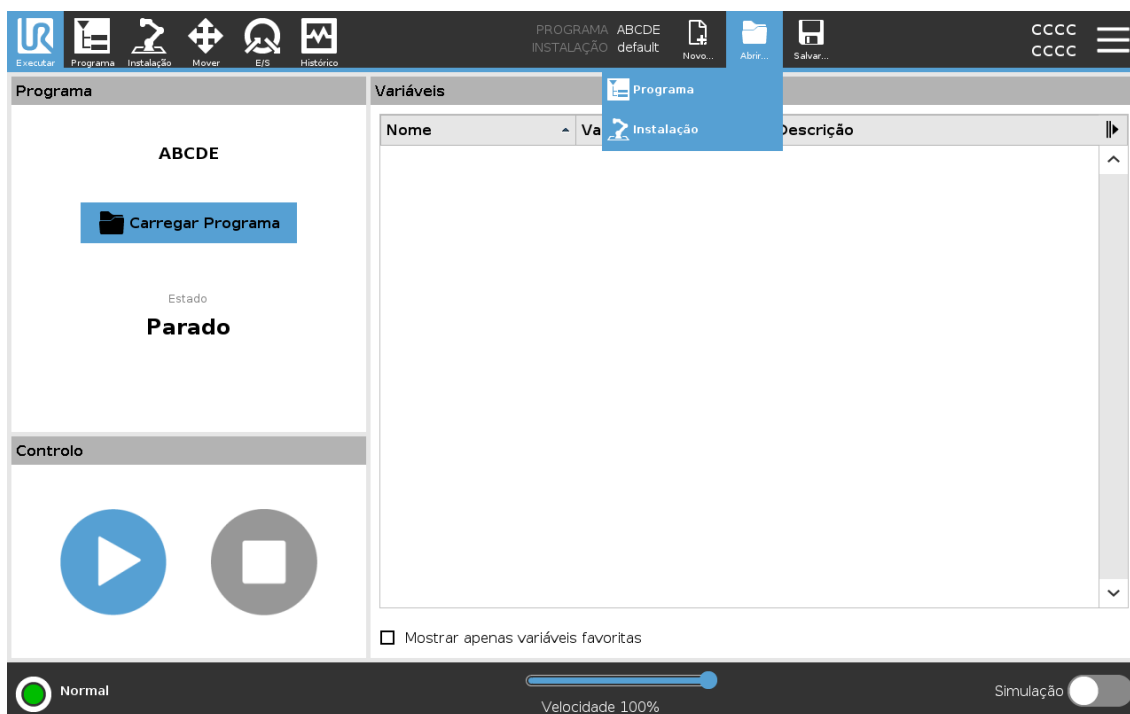 UR
Executar
Programa
Instalação
Mover
E/S
Histórico
PROGRAMA ABCDE
INSTALAÇÃO default
Novo...
Abrir...
Salvar...
CCCC
CCCC
Programa
Instalação
Programa
ABCDE
Carregar Programa
Estado
Parado
Controlo
Variáveis
Nome
Va
Descrição
Mostrar apenas variáveis favoritas
Normal
Velocidade 100%
Simulação